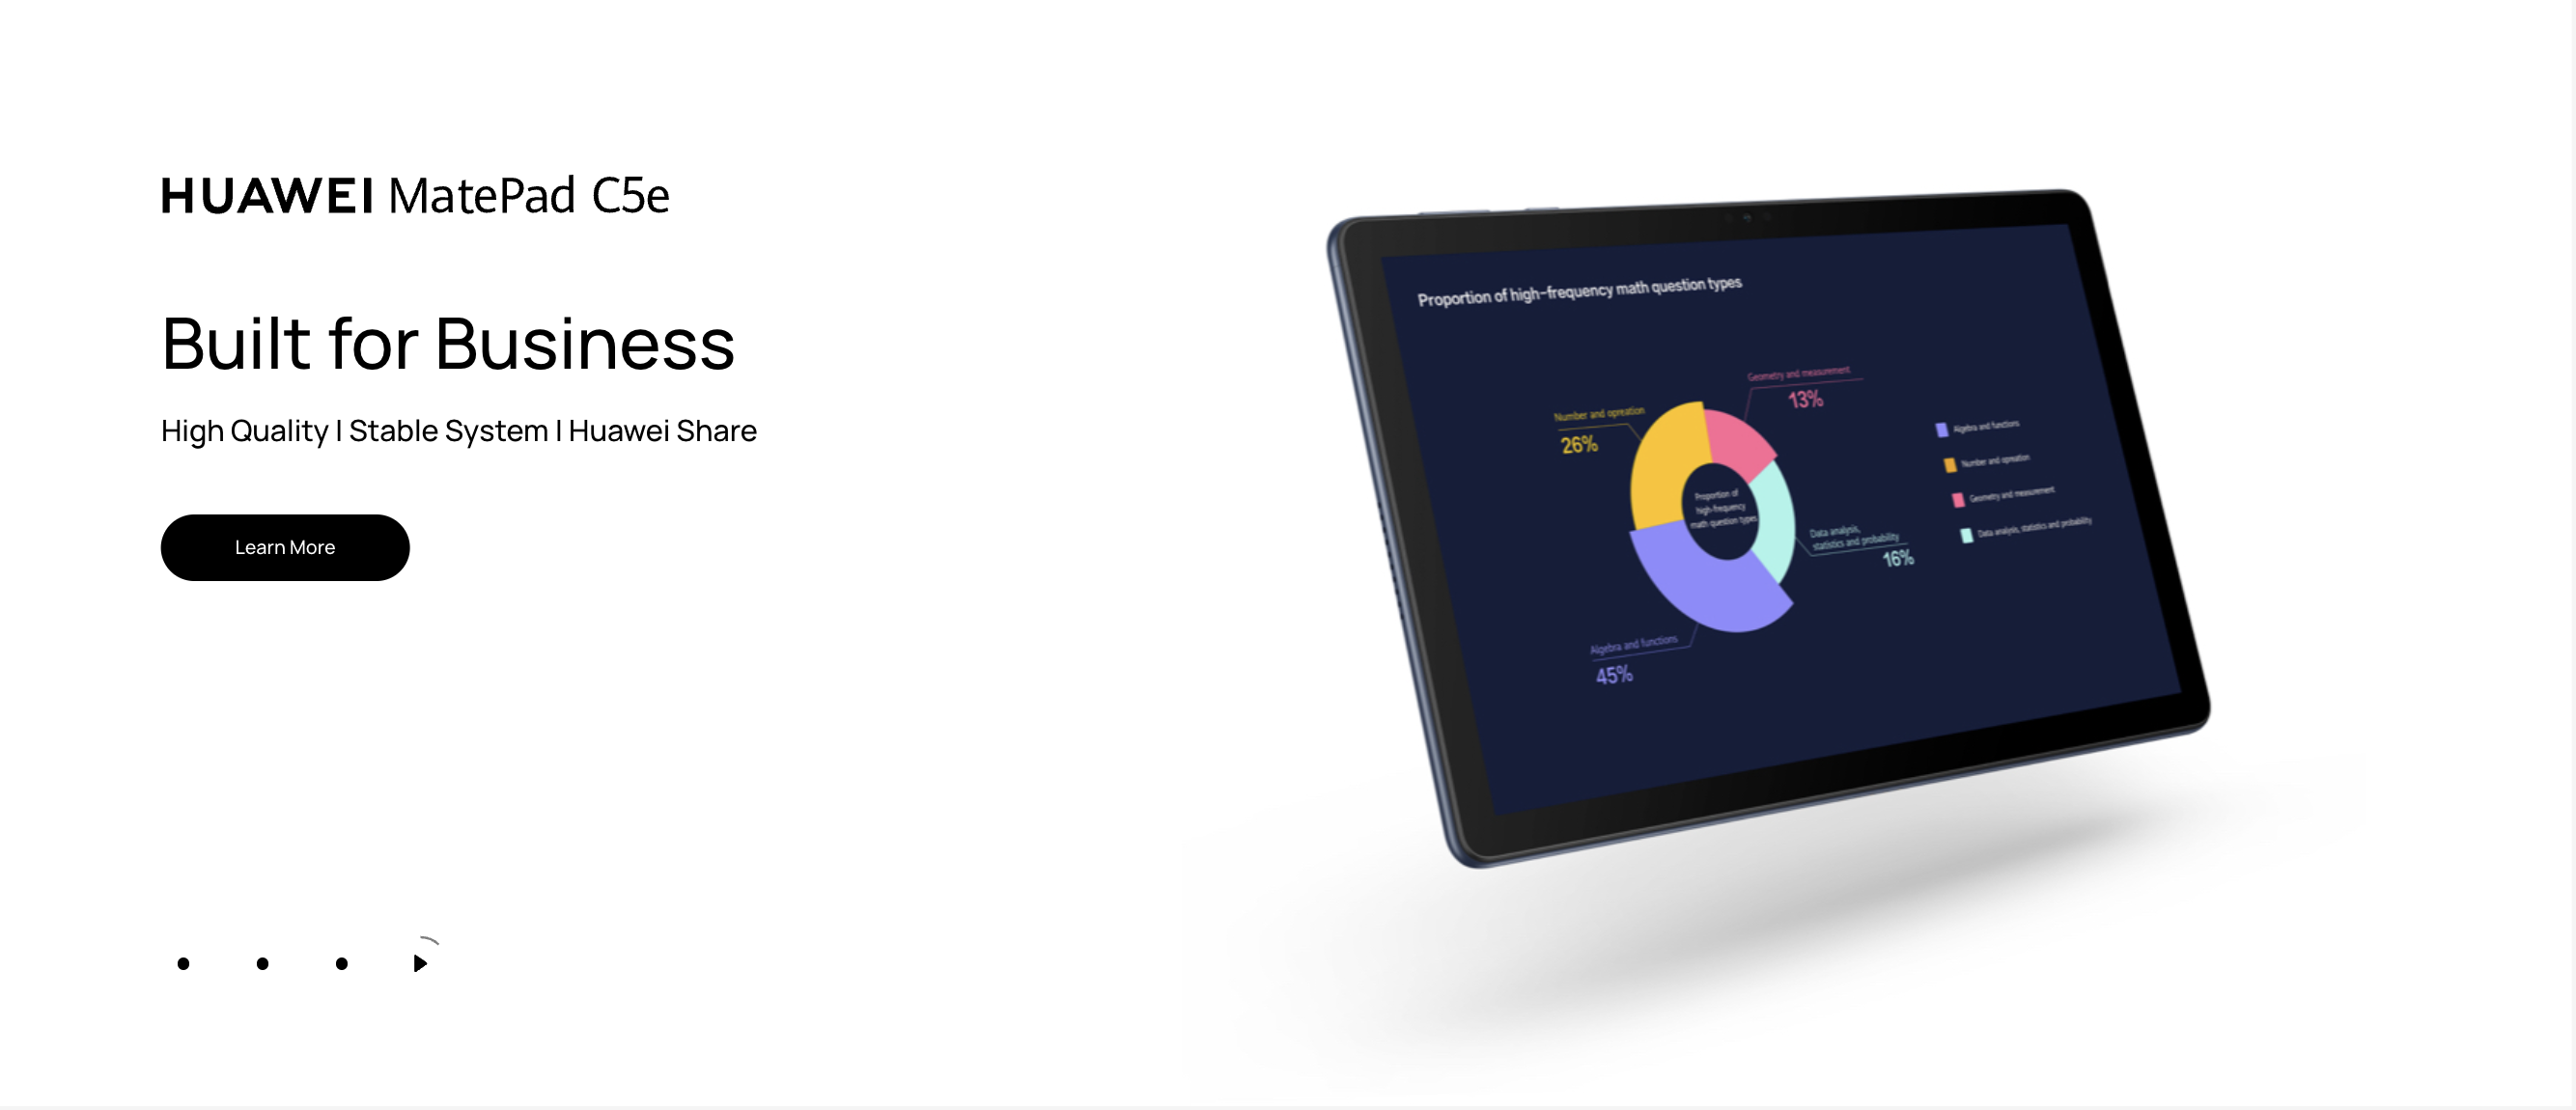 HUAWEI MatePad C5e
Built for Business
High Quality | Stable System | Huawei Share
Learn More
Proportion of high-frequency math question types
Geometry and measurement
13%
Number and opreation
26%
Proportion of
high-frequency
math question types
Data analysis,
statistics and probability
16%
Algebra and functions
45%
Algebra and functions
Number and opreation
Geometry and measurement
Data analysis, statistics and probability